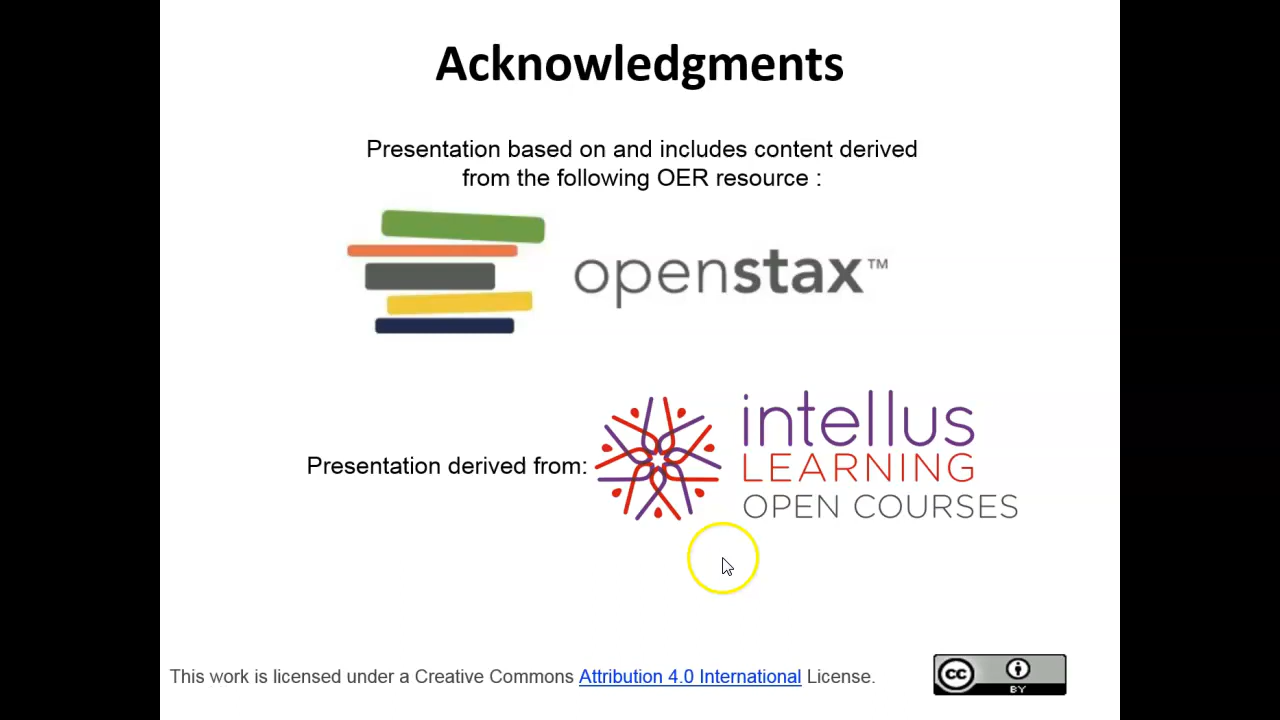 Acknowledgments
Presentation based on and includes content derived
from the following OER resource :
openstax™
Presentation derived from:
intellus
LEARNING
OPEN COURSES
This work is licensed under a Creative Commons Attribution 4.0 International License.
cc
BY